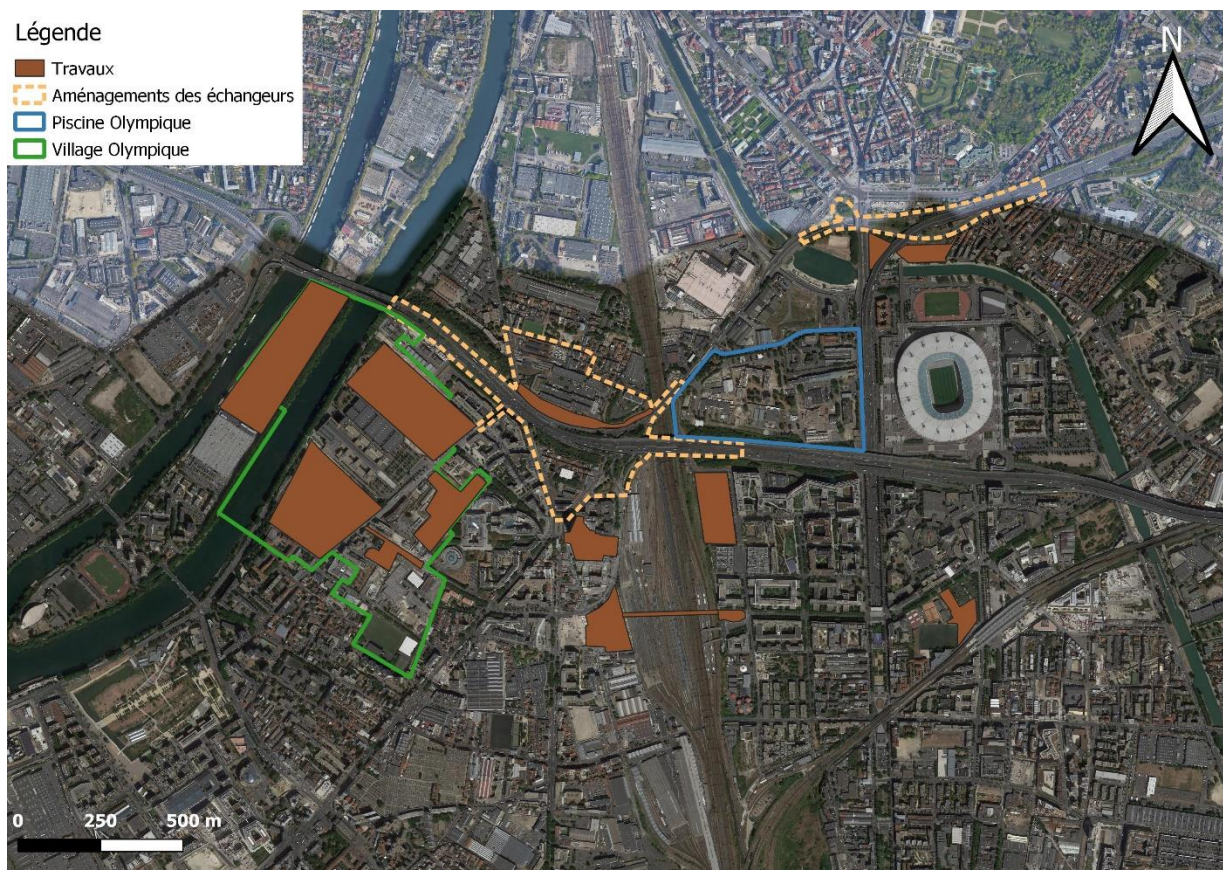 Légende
Travaux
Aménagements des échangeurs
Piscine Olympique
Village Olympique
N
0 250 500 m